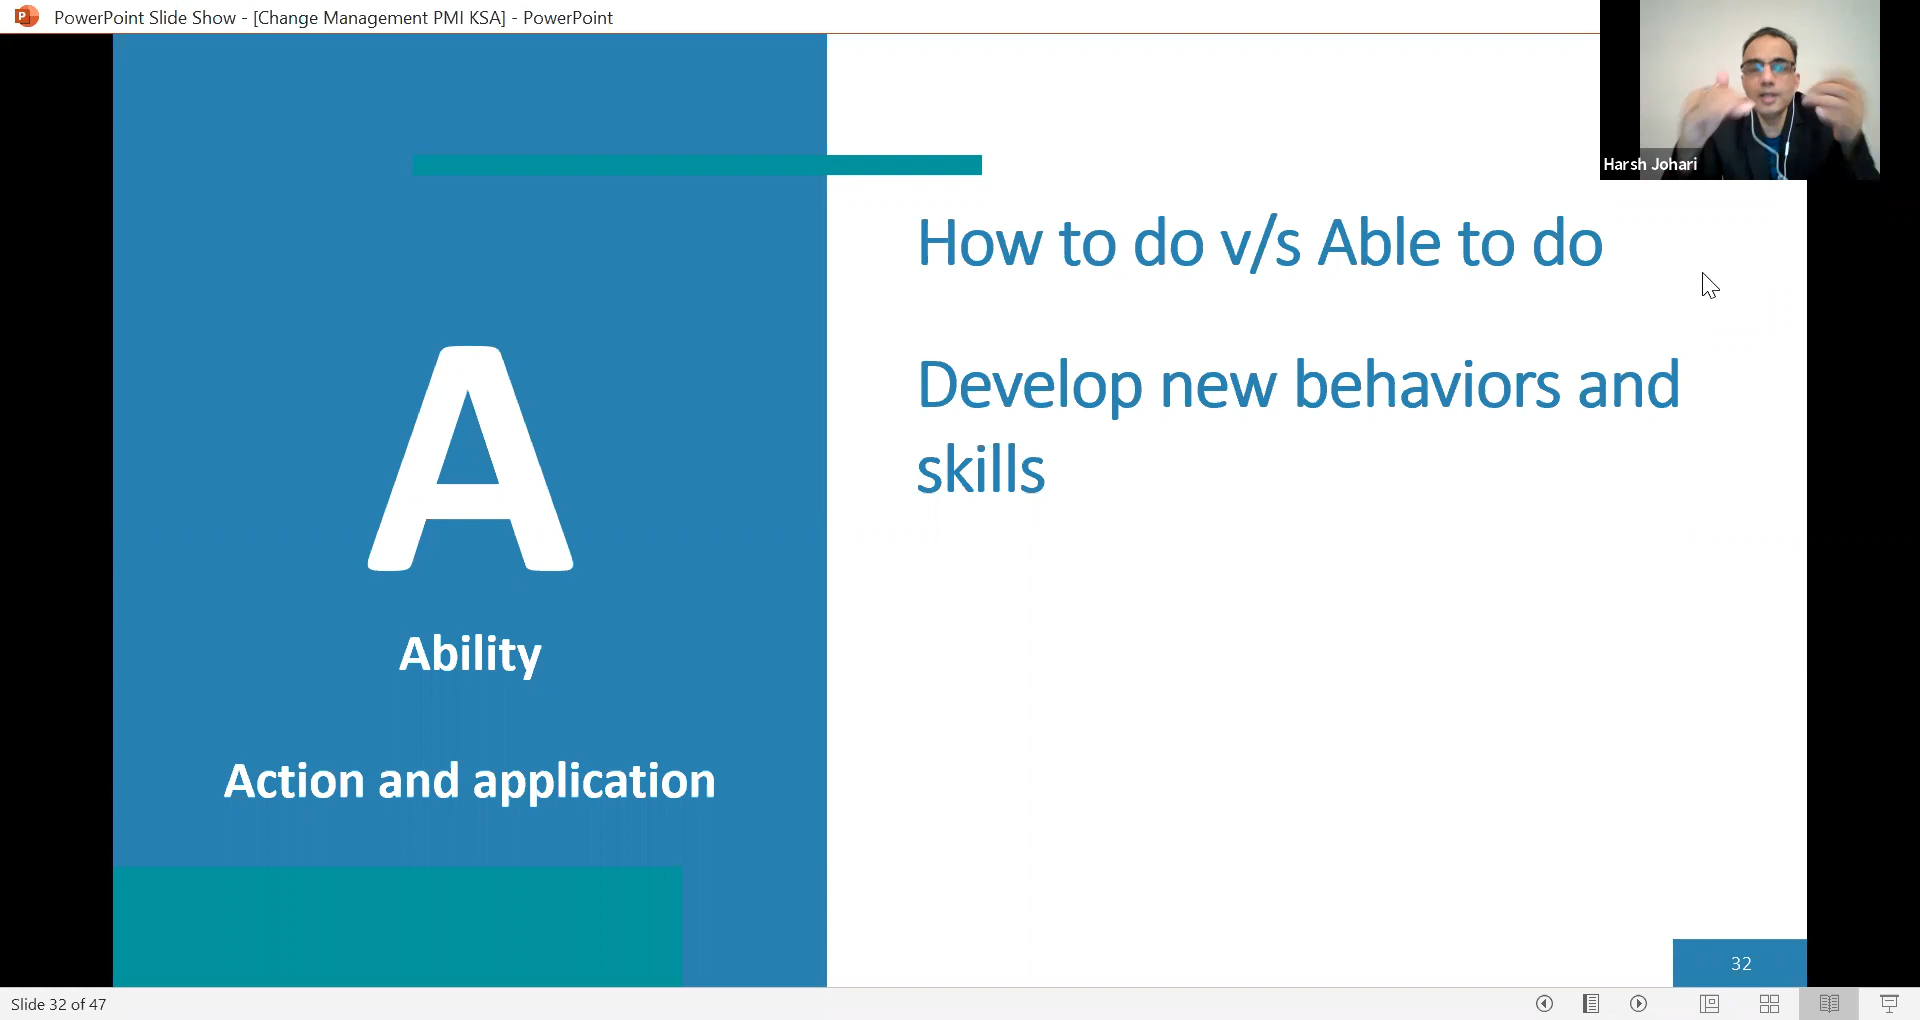 PowerPoint Slide Show - [Change Management PMI KSA] - PowerPoint
Harsh Johari
How to do v/s Able to do
Develop new behaviors and
skills
A
Ability
Action and application
32
Slide 32 of 47